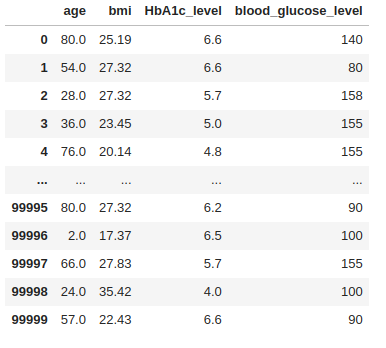 age bmi HbA1c_level blood_glucose_level
0 80.0 25.19 6.6 140
1 54.0 27.32 6.6 80
2 28.0 27.32 5.7 158
3 36.0 23.45 5.0 155
4 76.0 20.14 4.8 155
... ... ... ... ...
99995 80.0 27.32 6.2 90
99996 2.0 17.37 6.5 100
99997 66.0 27.83 5.7 155
99998 24.0 35.42 4.0 100
99999 57.0 22.43 6.6 90